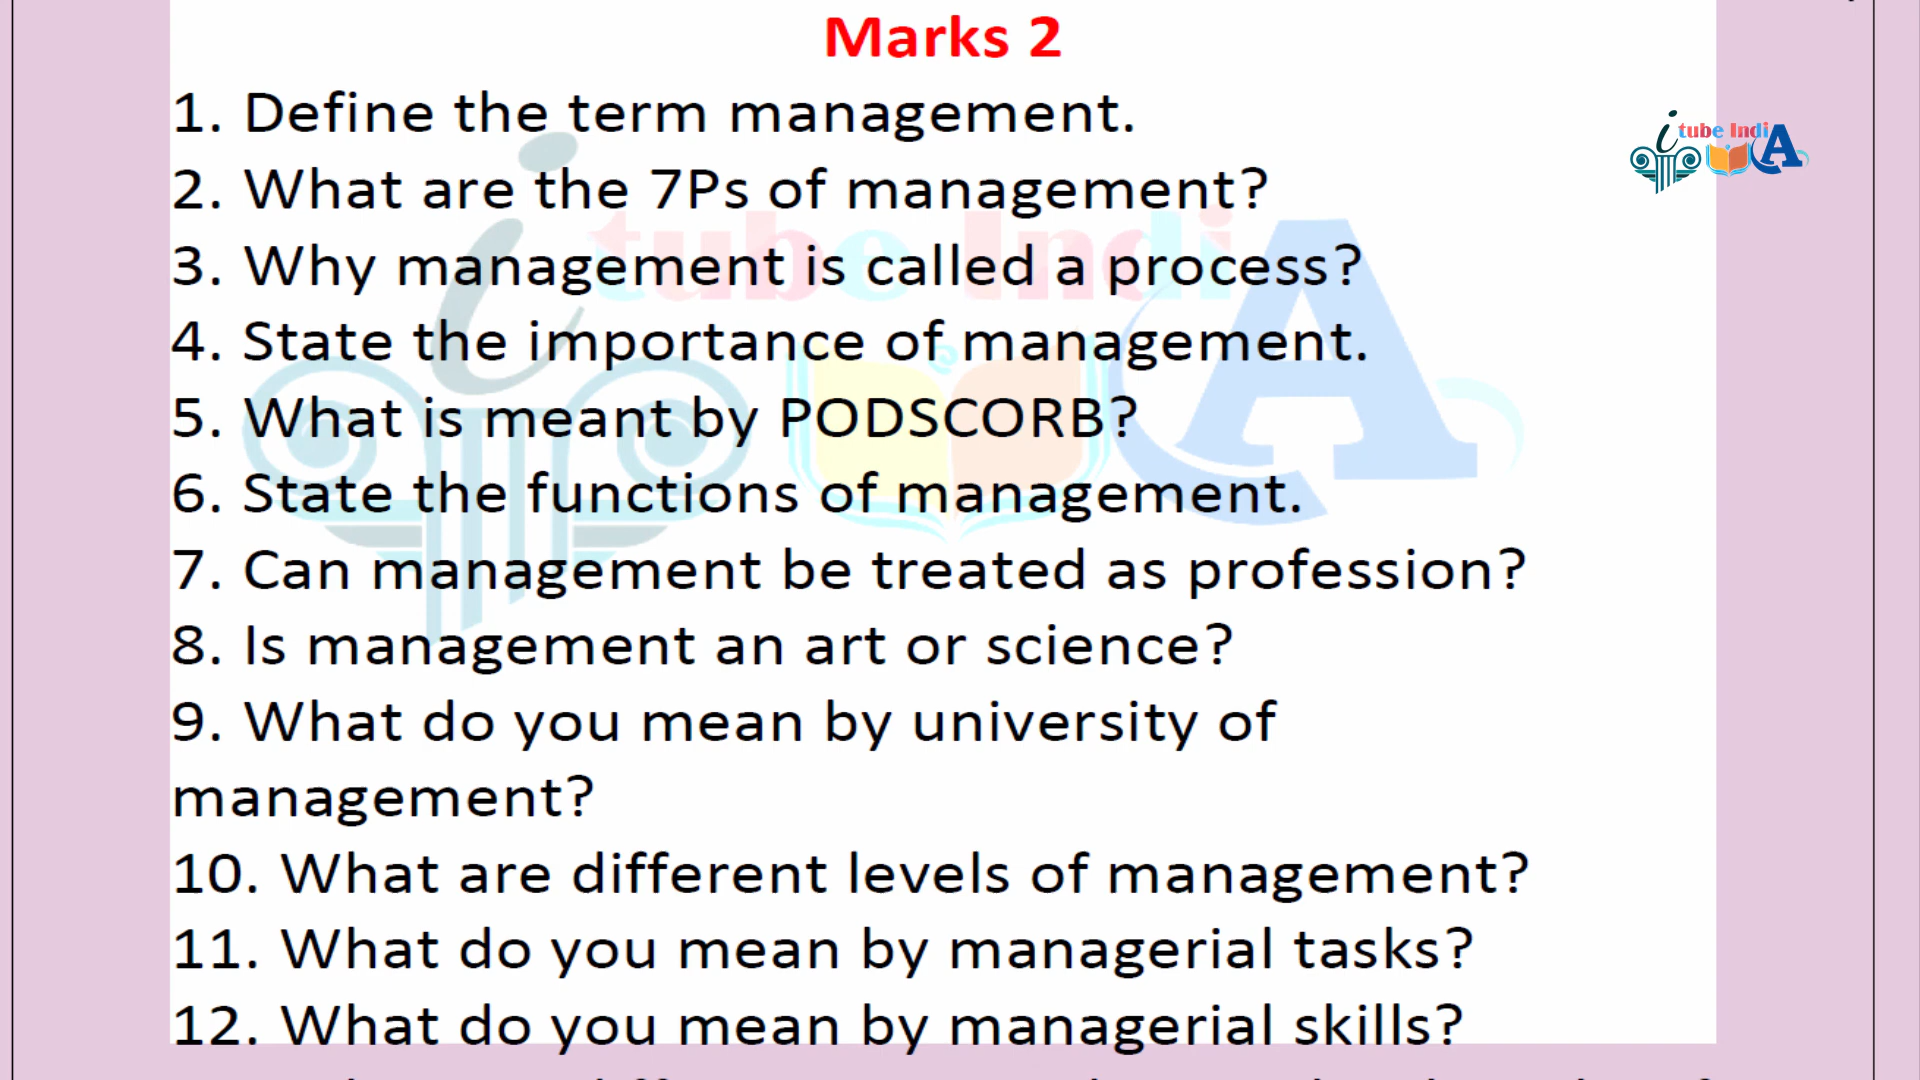 Marks 2
1. Define the term management.
2. What are the 7Ps of management?
3. Why management is called a process?
4. State the importance of management.
5. What is meant by PODSCORB?
6. State the functions of management.
7. Can management be treated as profession?
8. Is management an art or science?
9. What do you mean by university of
management?
10. What are different levels of management?
11. What do you mean by managerial tasks?
12. What do you mean by managerial skills?
i tube IndiA
i tube IndiA